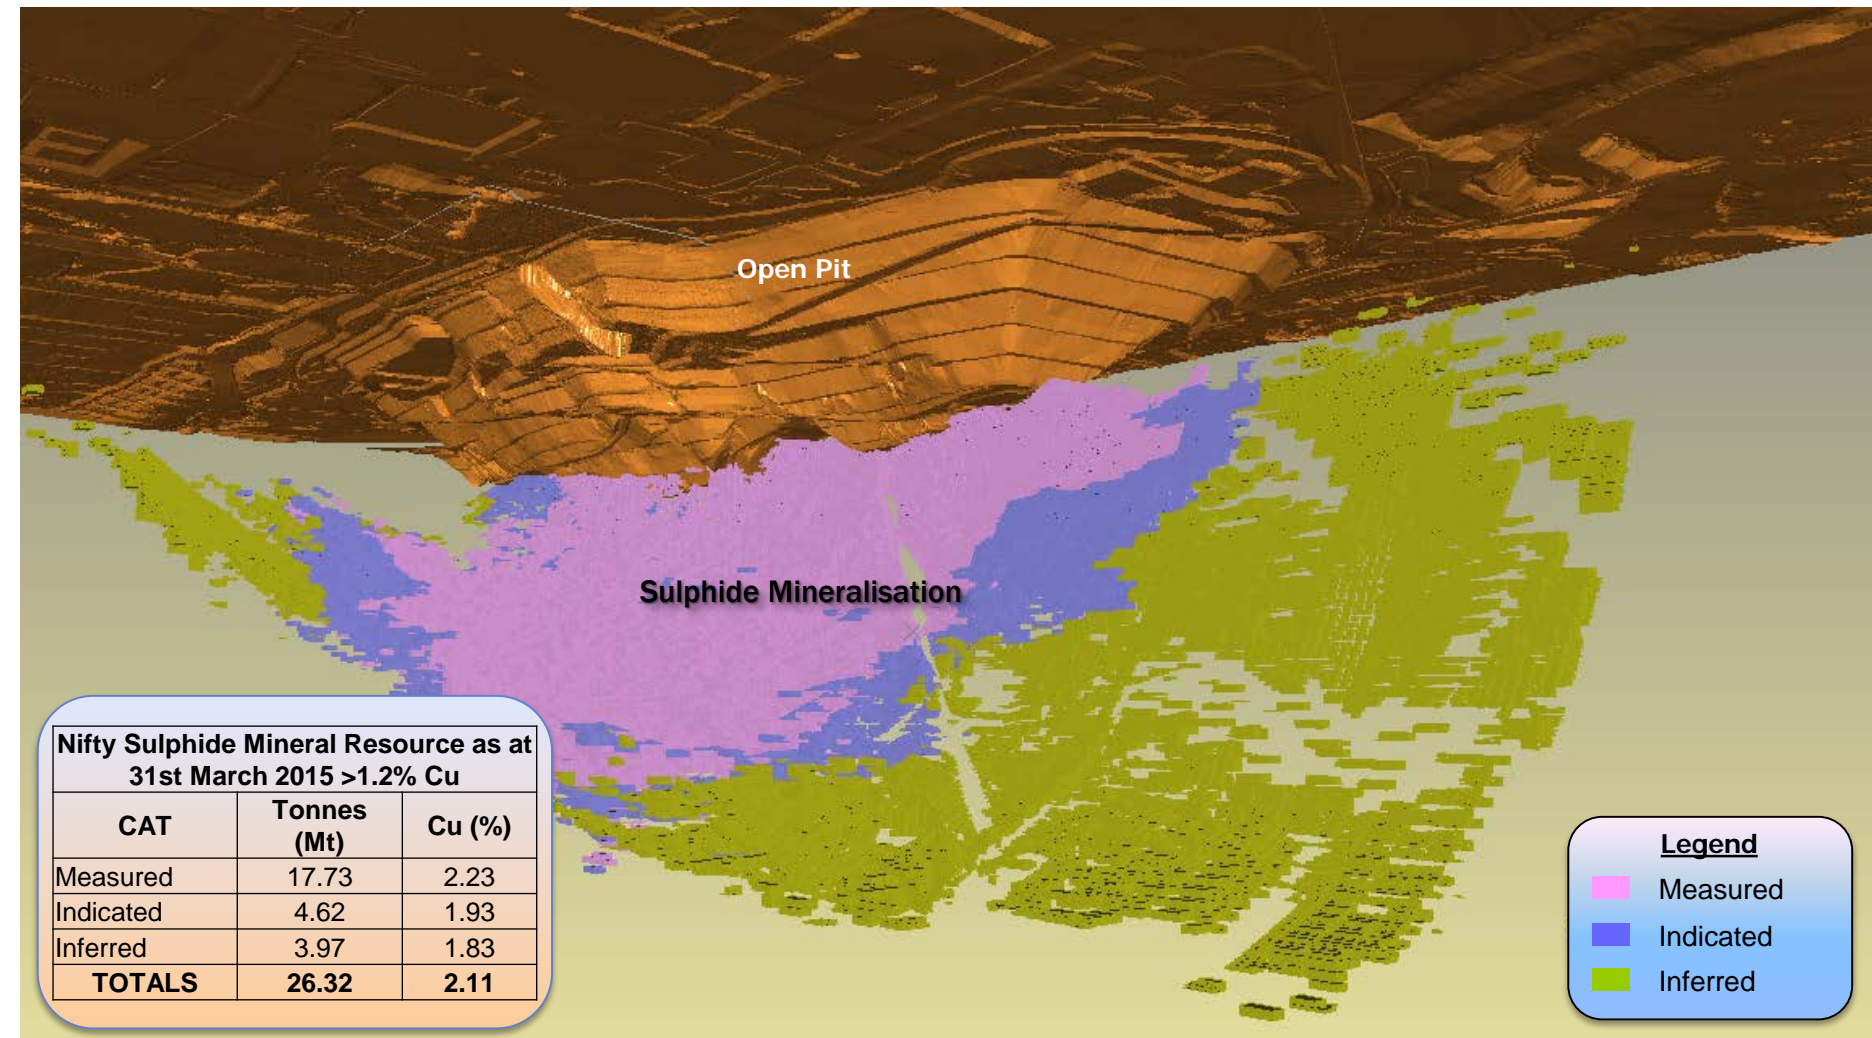 Open Pit
Sulphide Mineralisation
Nifty Sulphide Mineral Resource as at
31st March 2015 >1.2% Cu
CAT Tonnes (Mt) Cu (%)
Measured 17.73 2.23
Indicated 4.62 1.93
Inferred 3.97 1.83
TOTALS 26.32 2.11
Legend
Measured
Indicated
Inferred